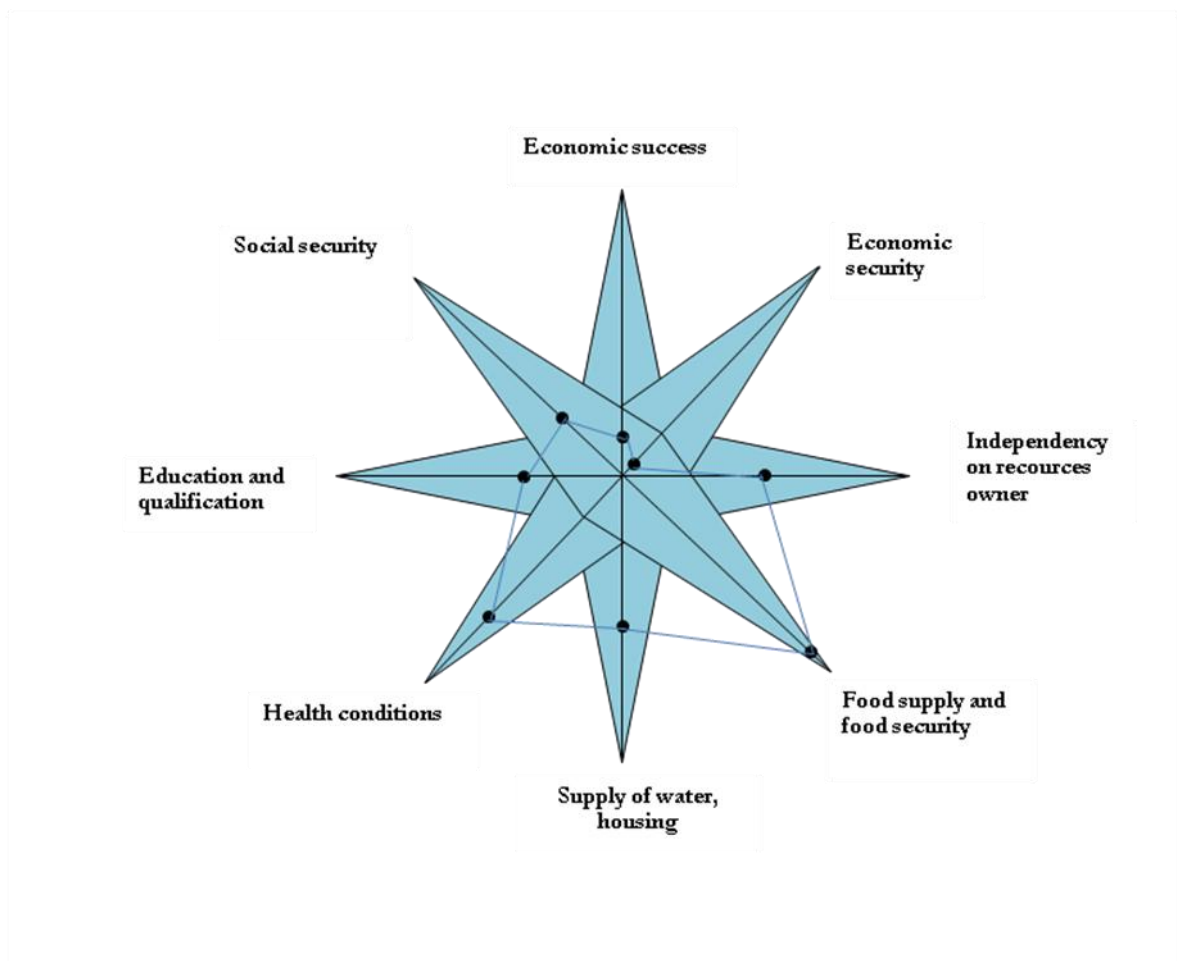 Economic success
Social security
Economic
security
Independency
on recources
owner
Education and
qualification
Health conditions
Food supply and
food security
Supply of water,
housing